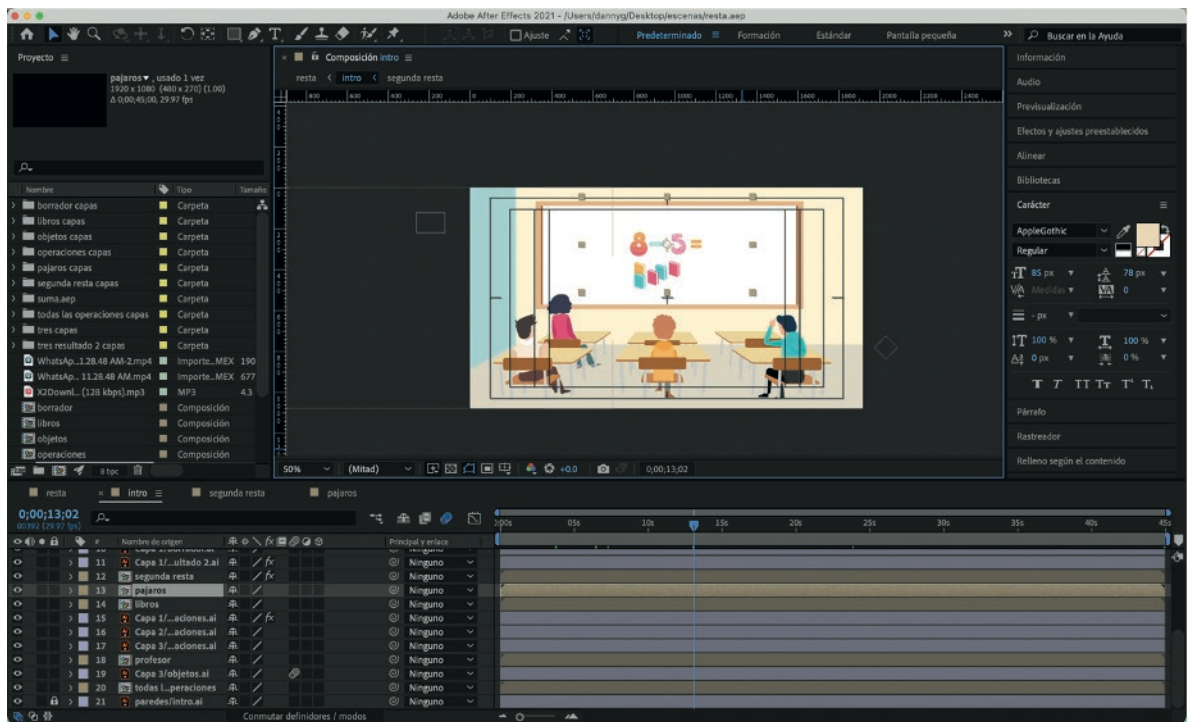 Adobe After Effects 2021 - /Users/dannyg/Desktop/escenas/resta.aep
Ajuste
Predeterminado
Formación
Estándar
Pantalla pequeña
Buscar en la Ayuda
Proyecto
pajaros , usado 1 vez
1920 x 1080 (480 x 270) (1.00)
Δ 0;00;45;00, 29.97 fps
Nombre Tipo Tamaño
borrador capas Carpeta
libros capas Carpeta
objetos capas Carpeta
operaciones capas Carpeta
pajaros capas Carpeta
segunda resta capas Carpeta
suma.aep Carpeta
todas las operaciones capas Carpeta
tres capas Carpeta
tres resultado 2 capas Carpeta
WhatsAp...1.28.48 AM-2.mp4 Importe...MEX 190
WhatsAp... 11.28.48 AM.mp4 Importe...MEX 677
X2Downl... (128 kbps).mp3 MP3 4.3
borrador Composición
libros Composición
objetos Composición
operaciones Composición
8 bpc
Composición intro
resta intro segunda resta
8-5=
50% (Mitad) +0.0 0;00;13;02
Información
Audio
Previsualización
Efectos y ajustes preestablecidos
Alinear
Bibliotecas
Carácter
AppleGothic
Regular
85 px 78 px
Medidas 0
- px
100 % 100 %
0 px 0 %
Párrafo
Rastreador
Relleno según el contenido
resta intro segunda resta pajaros
0;00;13;02
00392 (29.97 fps)
05s 10s 15s 20s 25s 30s 35s 40s 45s
# Nombre de origen Principal y enlace
11 Capa 1/...ultado 2.ai Ninguno
12 segunda resta Ninguno
13 pajaros Ninguno
14 libros Ninguno
15 Capa 1/...aciones.ai Ninguno
16 Capa 2/...aciones.ai Ninguno
17 Capa 3/...aciones.ai Ninguno
18 profesor Ninguno
19 Capa 3/objetos.ai Ninguno
20 todas l...peraciones Ninguno
21 paredes/intro.ai Ninguno
Conmutar definidores / modos